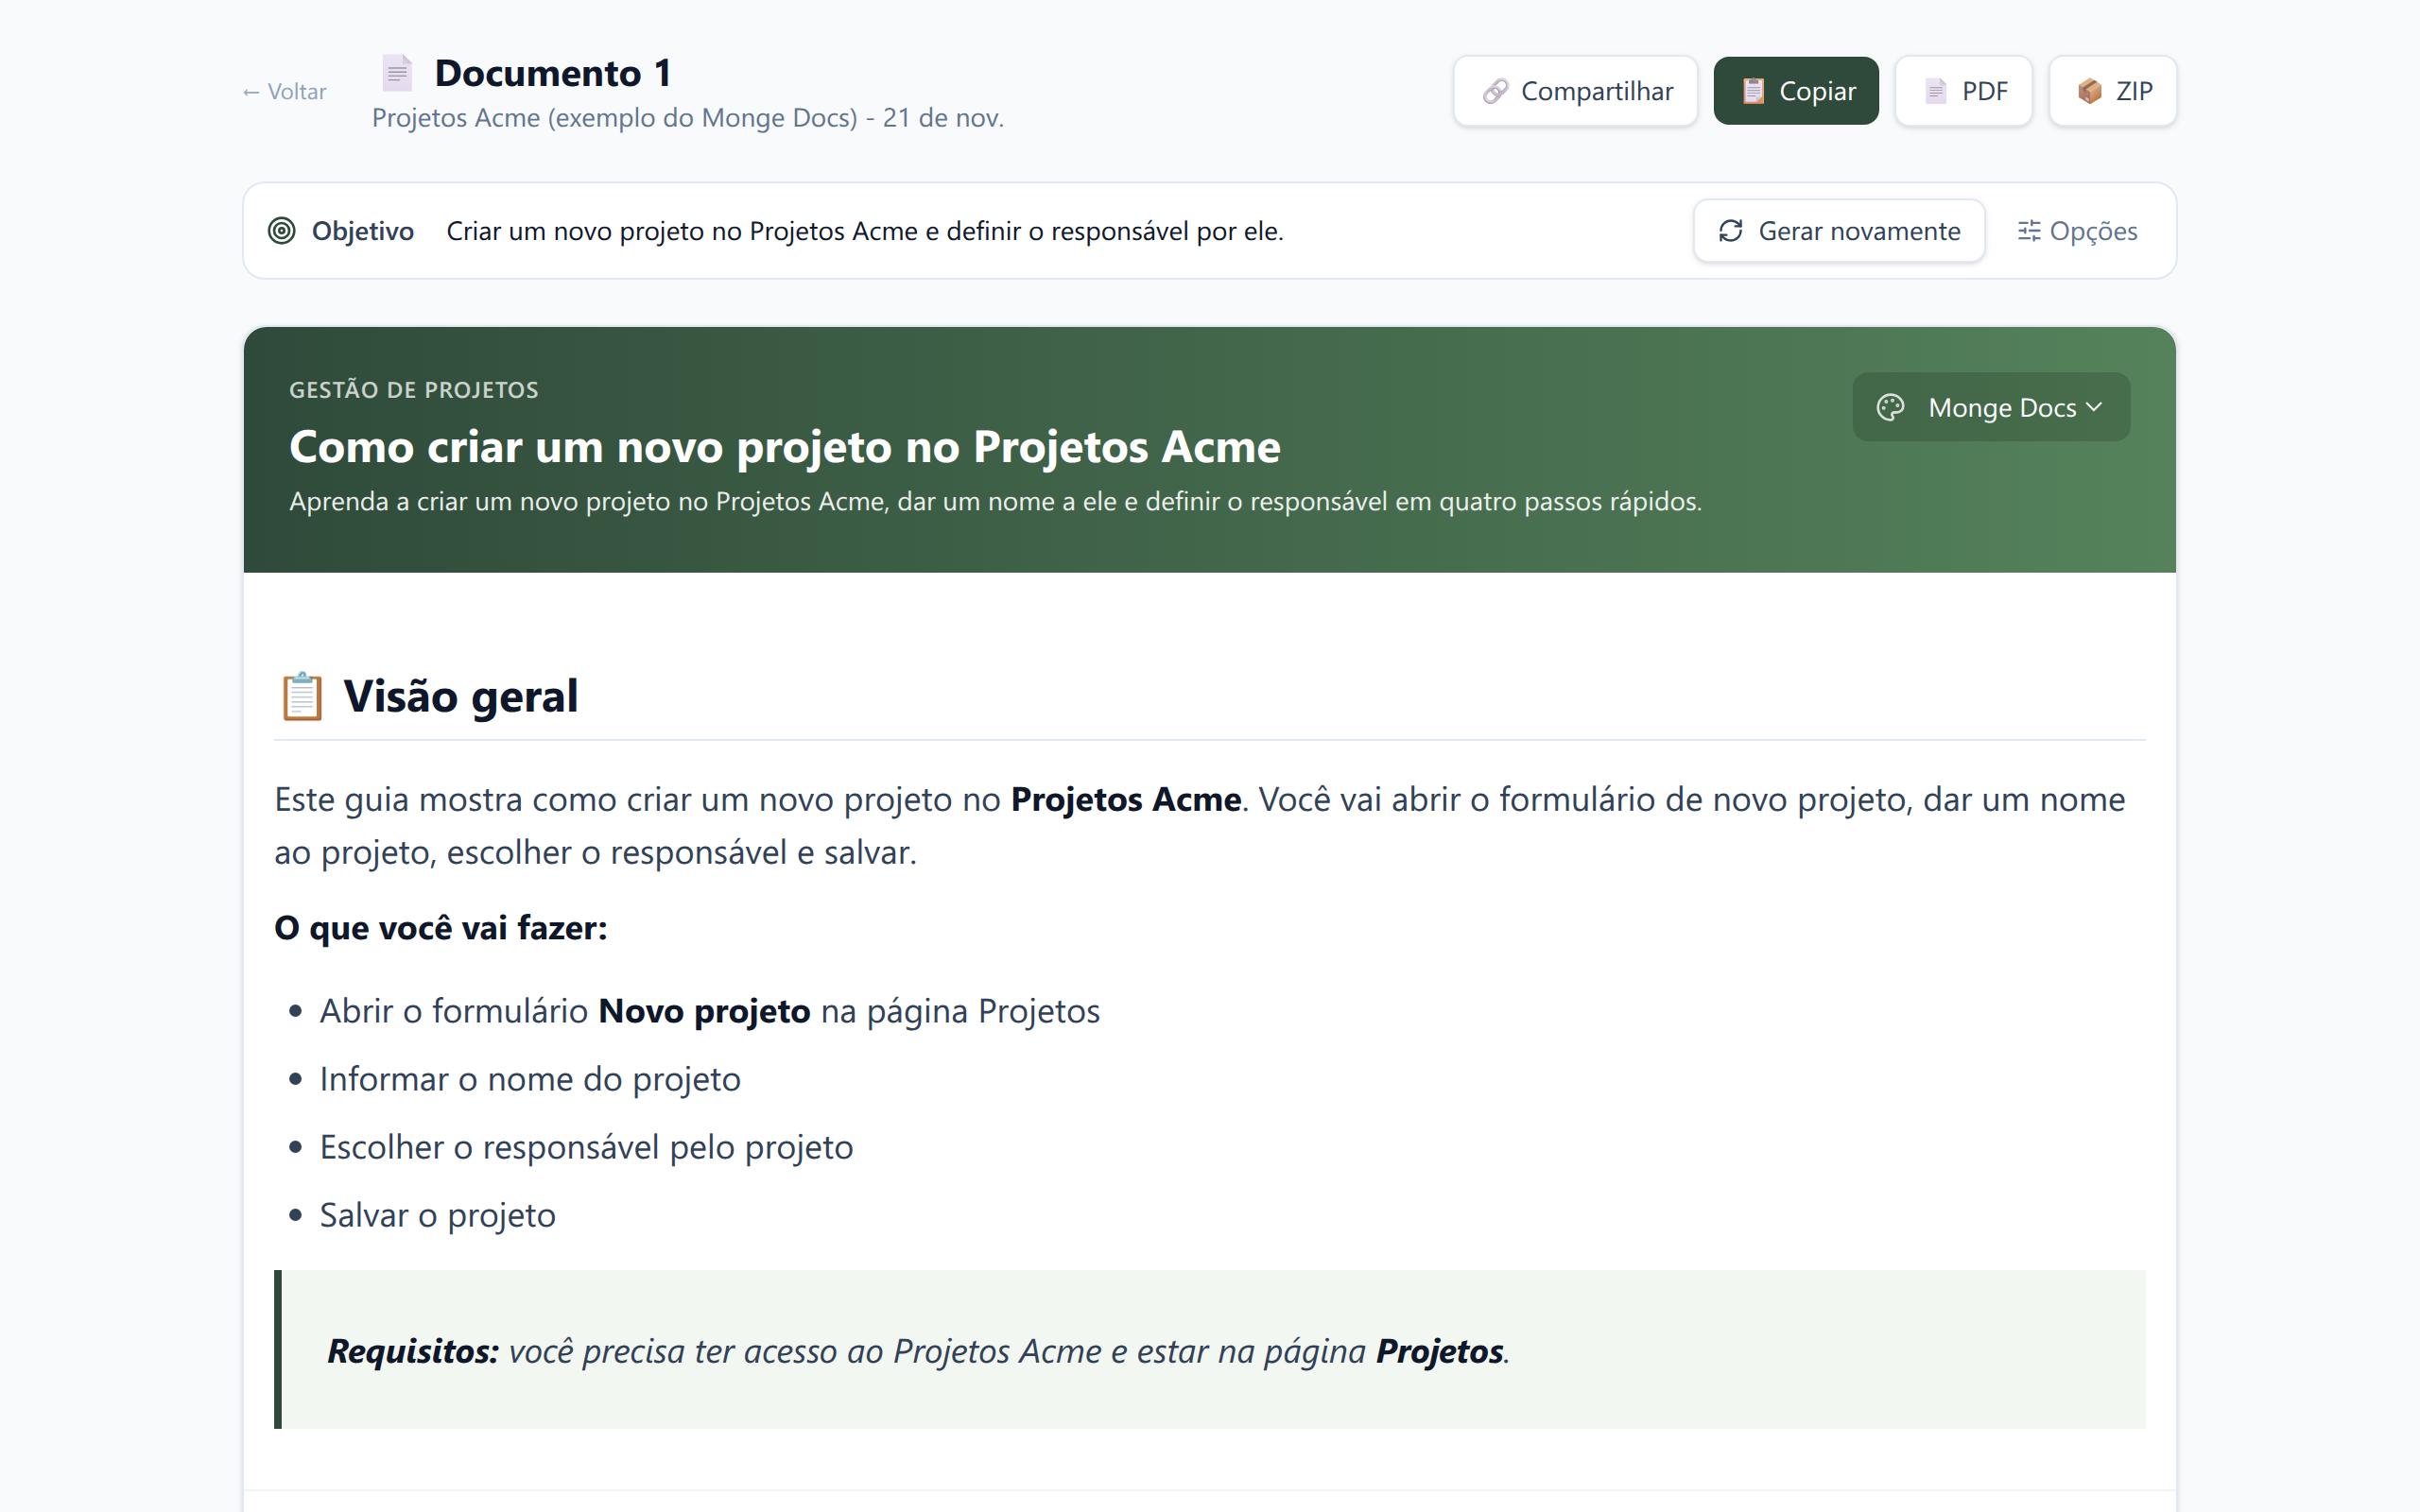 ← Voltar
Documento 1
Projetos Acme (exemplo do Monge Docs) - 21 de nov.
Compartilhar
Copiar
PDF
ZIP
Objetivo
Criar um novo projeto no Projetos Acme e definir o responsável por ele.
Gerar novamente
Opções
GESTÃO DE PROJETOS
Monge Docs
Como criar um novo projeto no Projetos Acme
Aprenda a criar um novo projeto no Projetos Acme, dar um nome a ele e definir o responsável em quatro passos rápidos.
Visão geral
Este guia mostra como criar um novo projeto no Projetos Acme. Você vai abrir o formulário de novo projeto, dar um nome
ao projeto, escolher o responsável e salvar.
O que você vai fazer:
• Abrir o formulário Novo projeto na página Projetos
• Informar o nome do projeto
• Escolher o responsável pelo projeto
• Salvar o projeto
Requisitos: você precisa ter acesso ao Projetos Acme e estar na página Projetos.